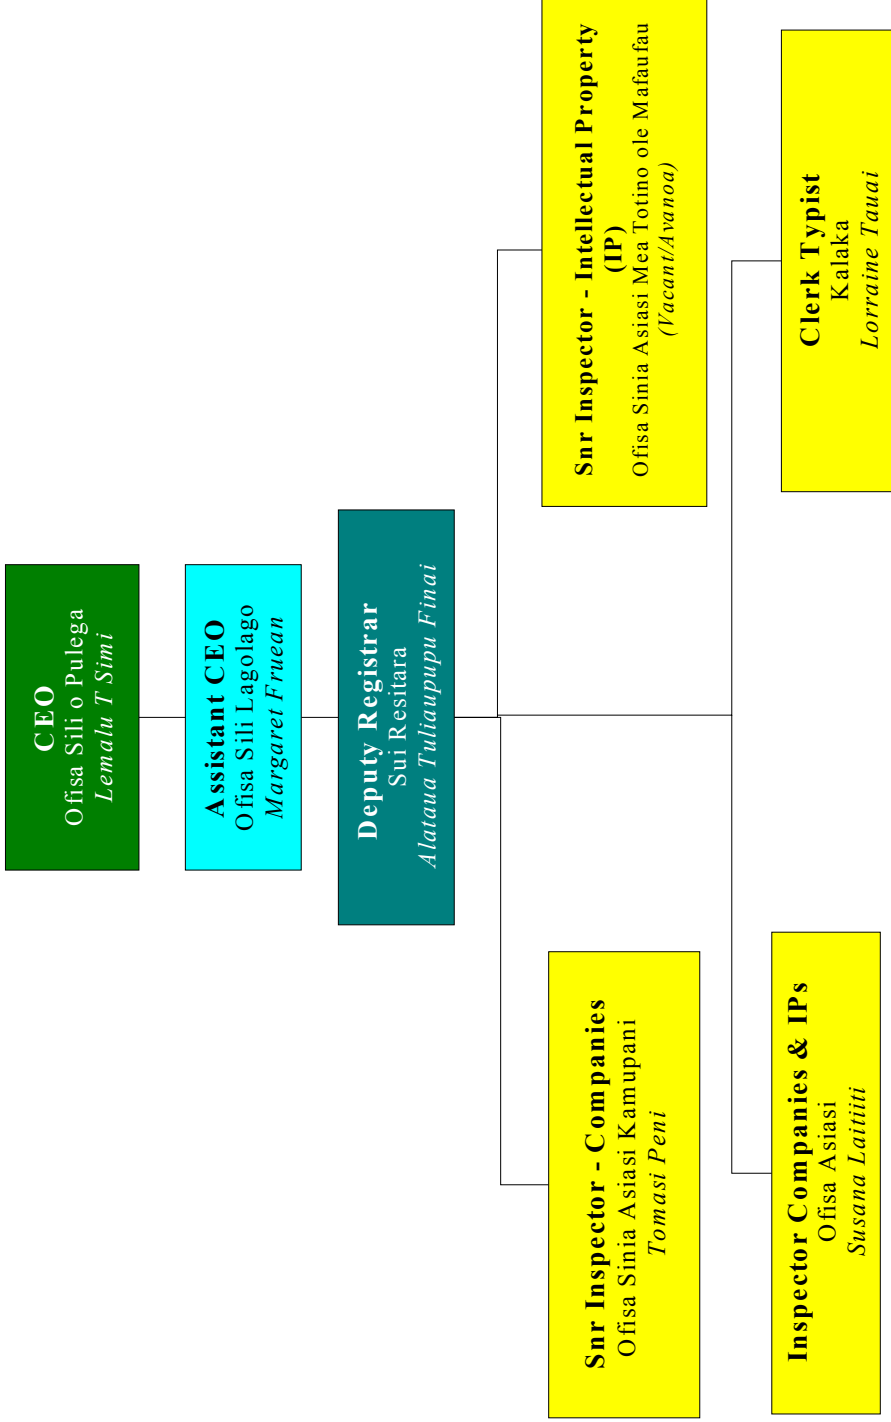 CEO
Ofisa Sili o Pulega
Lemalu T Simi
Assistant CEO
Ofisa Sili Lagolago
Margaret Fruean
Deputy Registrar
Sui Resitara
Alataua Tuliaupupu Finai
Snr Inspector - Companies
Ofisa Sinia Asiasi Kamupani
Tomasi Peni
Snr Inspector - Intellectual Property
(IP)
Ofisa Sinia Asiasi Mea Totino ole Mafaufau
(Vacant/Avanoa)
Inspector Companies & IPs
Ofisa Asiasi
Susana Laitiiti
Clerk Typist
Kalaka
Lorraine Tauai